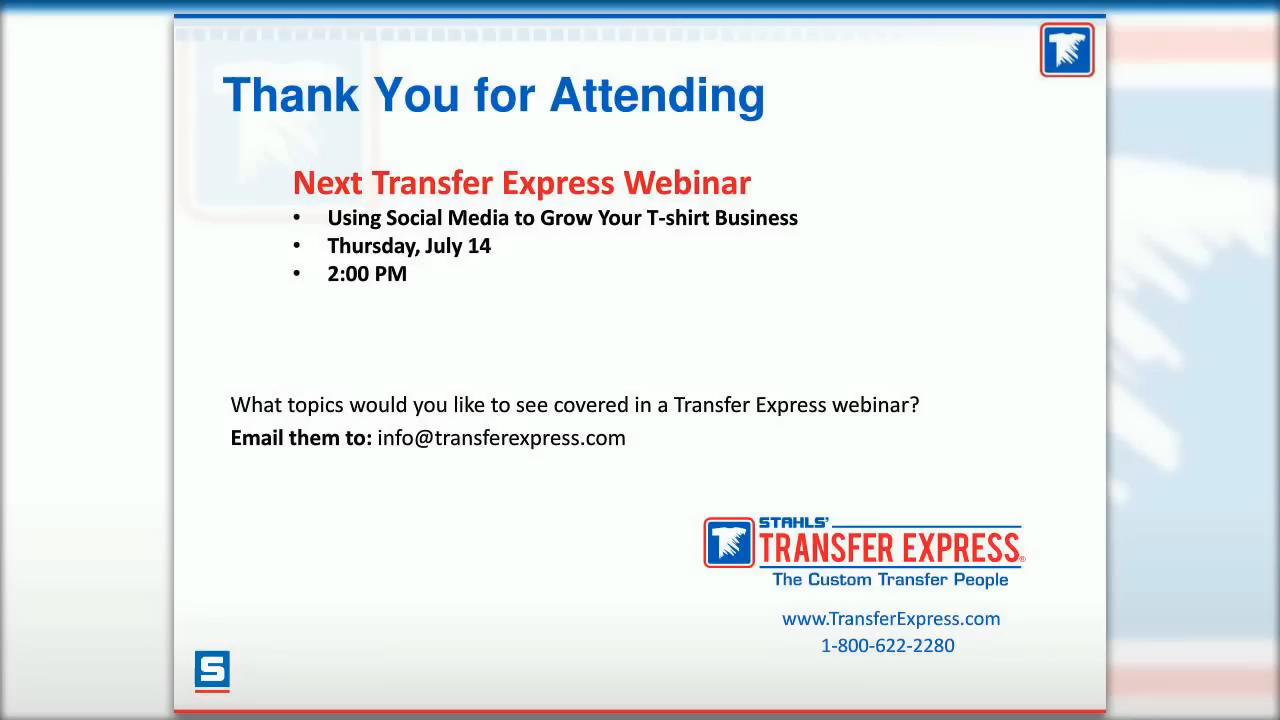 Thank You for Attending
Next Transfer Express Webinar
• Using Social Media to Grow Your T-shirt Business
• Thursday, July 14
• 2:00 PM
What topics would you like to see covered in a Transfer Express webinar?
Email them to: info@transferexpress.com
STAHLS'
TRANSFER EXPRESS®
The Custom Transfer People
www.TransferExpress.com
1-800-622-2280
S